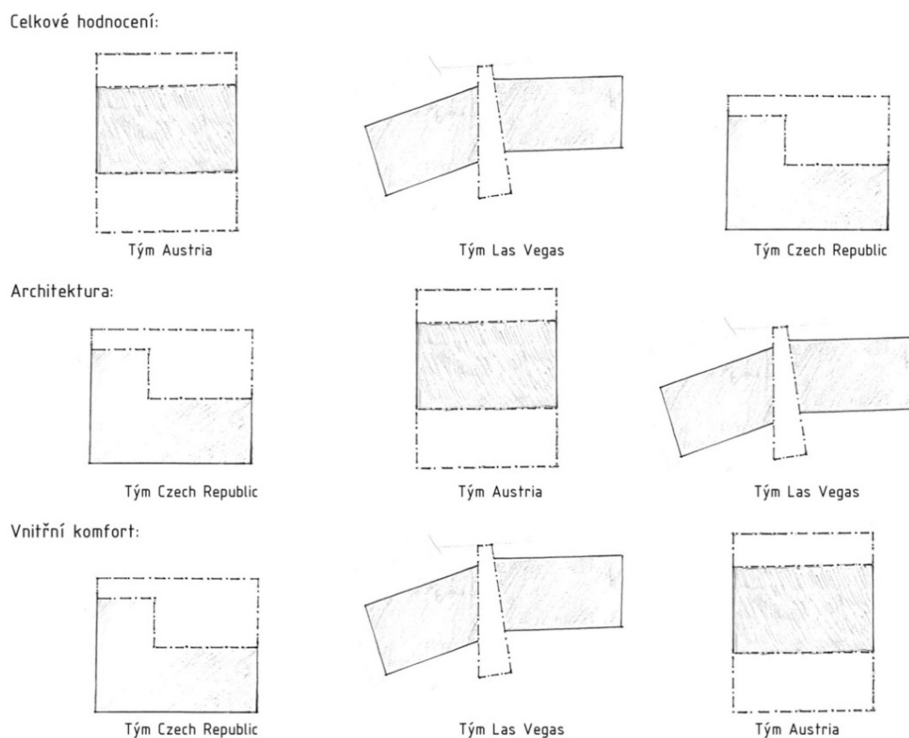 Celkové hodnocení:
Tým Austria
Tým Las Vegas
Tým Czech Republic
Architektura:
Tým Czech Republic
Tým Austria
Tým Las Vegas
Vnitřní komfort:
Tým Czech Republic
Tým Las Vegas
Tým Austria